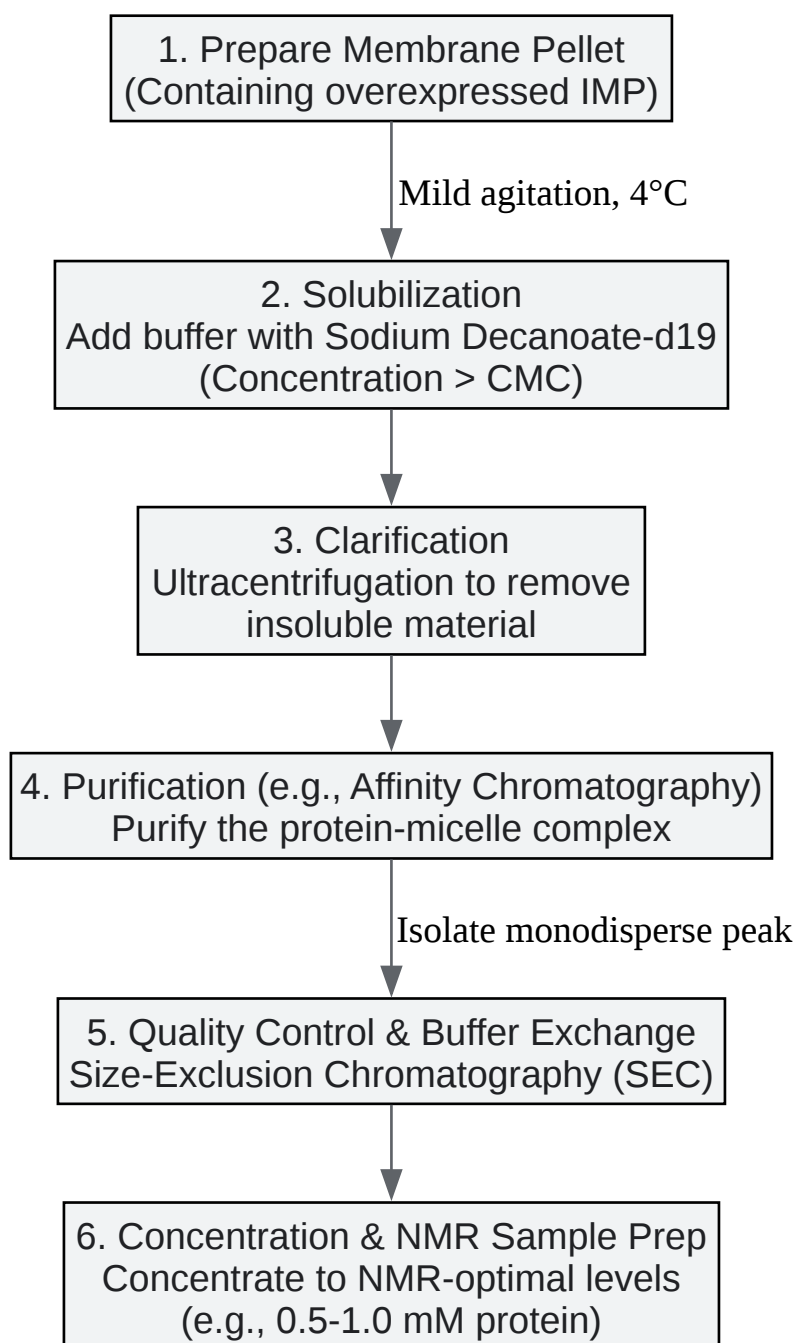 1. Prepare Membrane Pellet
(Containing overexpressed IMP)
Mild agitation, 4°C
2. Solubilization
Add buffer with Sodium Decanoate-d19
(Concentration > CMC)
3. Clarification
Ultracentrifugation to remove
insoluble material
4. Purification (e.g., Affinity Chromatography)
Purify the protein-micelle complex
Isolate monodisperse peak
5. Quality Control & Buffer Exchange
Size-Exclusion Chromatography (SEC)
6. Concentration & NMR Sample Prep
Concentrate to NMR-optimal levels
(e.g., 0.5-1.0 mM protein)